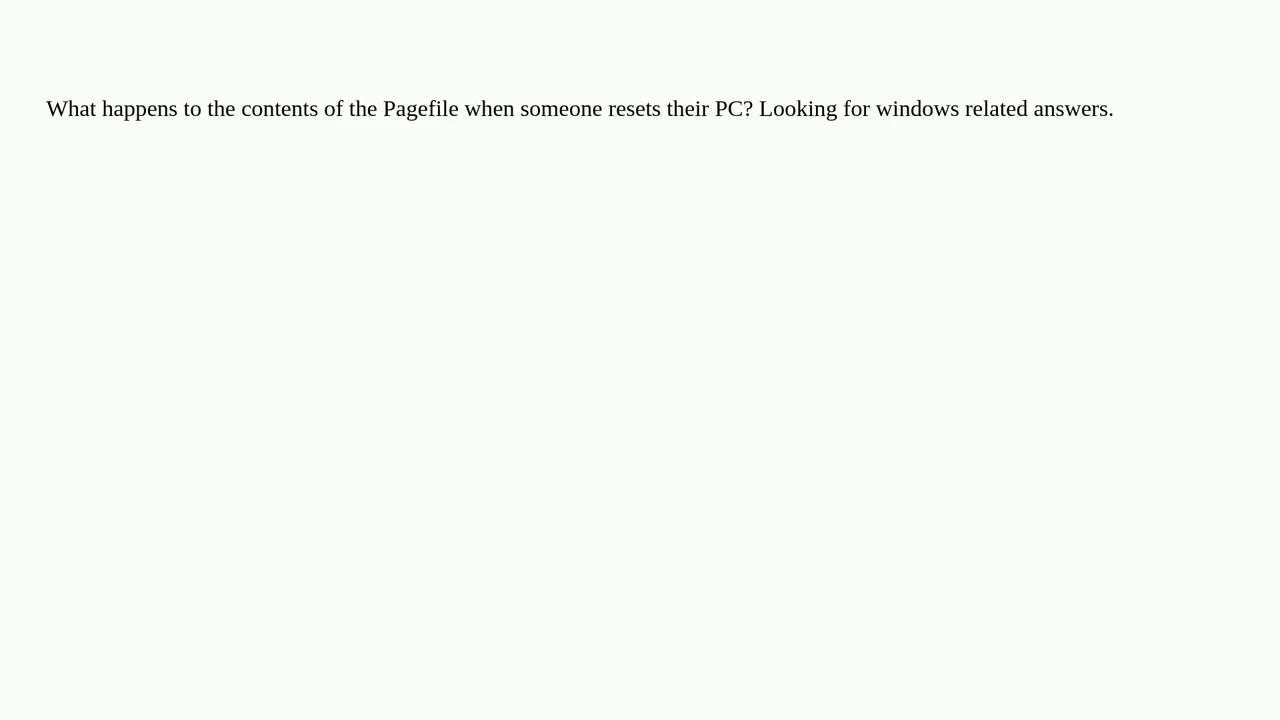 What happens to the contents of the Pagefile when someone resets their PC? Looking for windows related answers.